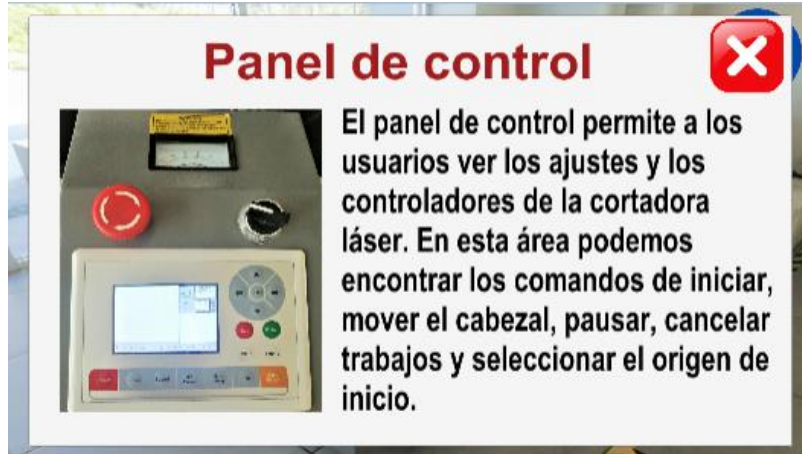 Panel de control
El panel de control permite a los
usuarios ver los ajustes y los
controladores de la cortadora
láser. En esta área podemos
encontrar los comandos de iniciar,
mover el cabezal, pausar, cancelar
trabajos y seleccionar el origen de
inicio.